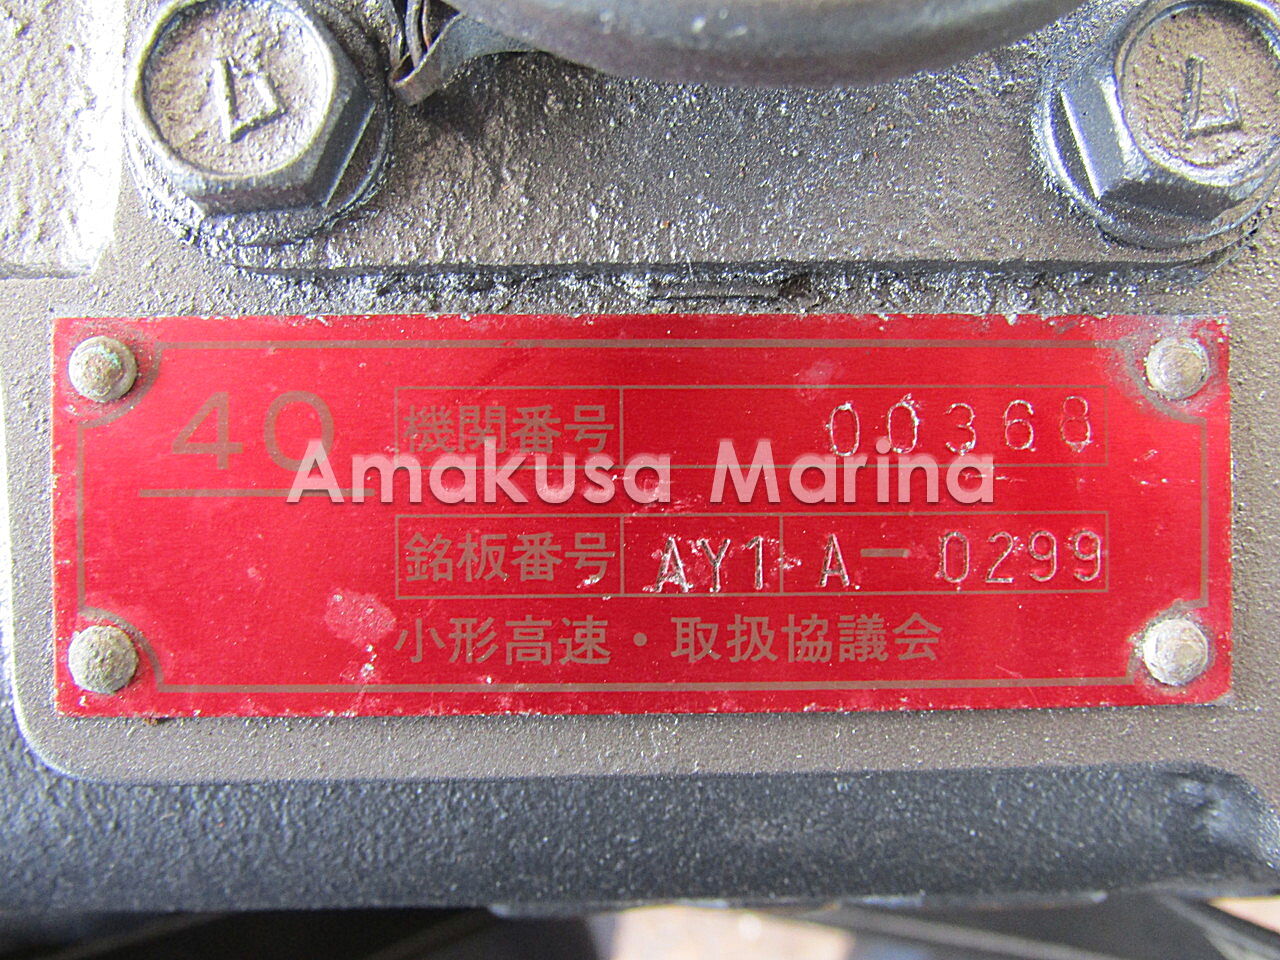 40
機関番号 00368
Amakusa Marina
銘板番号 AY1 A-0299
小形高速・取扱協議会